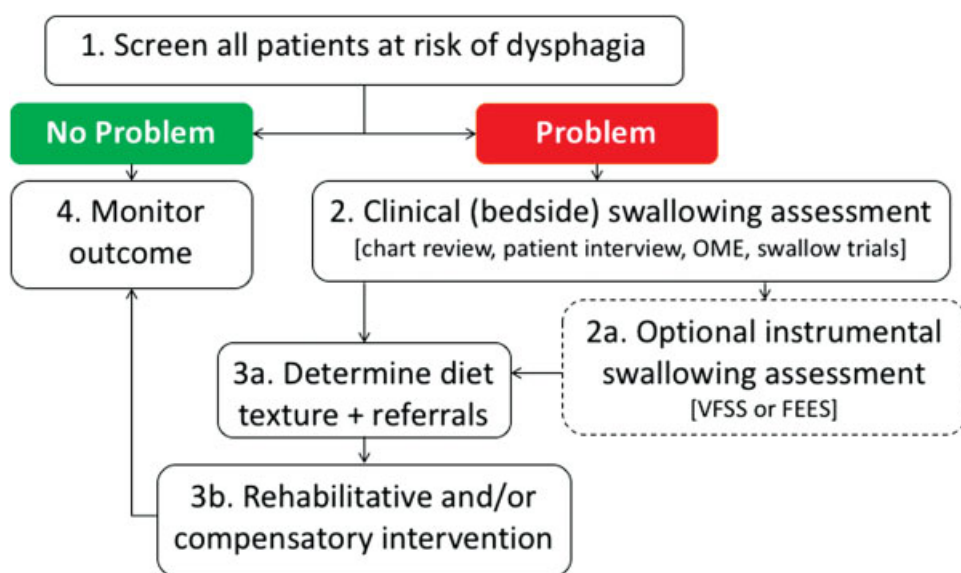 1. Screen all patients at risk of dysphagia
No Problem
Problem
4. Monitor
outcome
2. Clinical (bedside) swallowing assessment
[chart review, patient interview, OME, swallow trials]
2a. Optional instrumental
swallowing assessment
[VFSS or FEES]
3a. Determine diet
texture + referrals
3b. Rehabilitative and/or
compensatory intervention